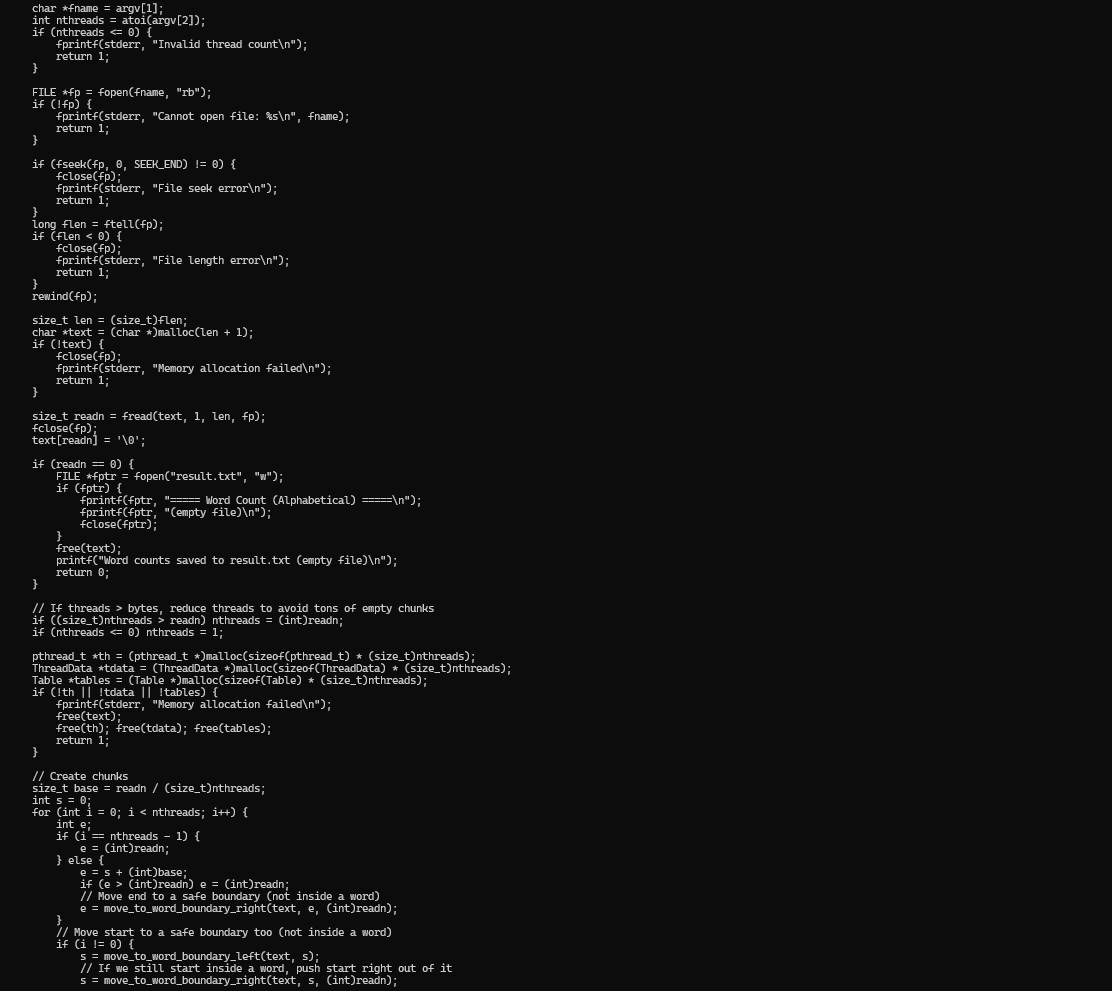 char *fname = argv[1];
    int nthreads = atoi(argv[2]);
    if (nthreads <= 0) {
        fprintf(stderr, "Invalid thread count\n");
        return 1;
    }

    FILE *fp = fopen(fname, "rb");
    if (!fp) {
        fprintf(stderr, "Cannot open file: %s\n", fname);
        return 1;
    }

    if (fseek(fp, 0, SEEK_END) != 0) {
        fclose(fp);
        fprintf(stderr, "File seek error\n");
        return 1;
    }
    long flen = ftell(fp);
    if (flen < 0) {
        fclose(fp);
        fprintf(stderr, "File length error\n");
        return 1;
    }
    rewind(fp);

    size_t len = (size_t)flen;
    char *text = (char *)malloc(len + 1);
    if (!text) {
        fclose(fp);
        fprintf(stderr, "Memory allocation failed\n");
        return 1;
    }

    size_t readn = fread(text, 1, len, fp);
    fclose(fp);
    text[readn] = '\0';

    if (readn == 0) {
        FILE *fptr = fopen("result.txt", "w");
        if (fptr) {
            fprintf(fptr, "===== Word Count (Alphabetical) =====\n");
            fprintf(fptr, "(empty file)\n");
            fclose(fptr);
        }
        free(text);
        printf("Word counts saved to result.txt (empty file)\n");
        return 0;
    }

    // If threads > bytes, reduce threads to avoid tons of empty chunks
    if ((size_t)nthreads > readn) nthreads = (int)readn;
    if (nthreads <= 0) nthreads = 1;

    pthread_t *th = (pthread_t *)malloc(sizeof(pthread_t) * (size_t)nthreads);
    ThreadData *tdata = (ThreadData *)malloc(sizeof(ThreadData) * (size_t)nthreads);
    Table *tables = (Table *)malloc(sizeof(Table) * (size_t)nthreads);
    if (!th || !tdata || !tables) {
        fprintf(stderr, "Memory allocation failed\n");
        free(text);
        free(th); free(tdata); free(tables);
        return 1;
    }

    // Create chunks
    size_t base = readn / (size_t)nthreads;
    int s = 0;
    for (int i = 0; i < nthreads; i++) {
        int e;
        if (i == nthreads - 1) {
            e = (int)readn;
        } else {
            e = s + (int)base;
            if (e > (int)readn) e = (int)readn;
            // Move end to a safe boundary (not inside a word)
            e = move_to_word_boundary_right(text, e, (int)readn);
        }
        // Move start to a safe boundary too (not inside a word)
        if (i != 0) {
            s = move_to_word_boundary_left(text, s);
            // If we still start inside a word, push start right out of it
            s = move_to_word_boundary_right(text, s, (int)readn);